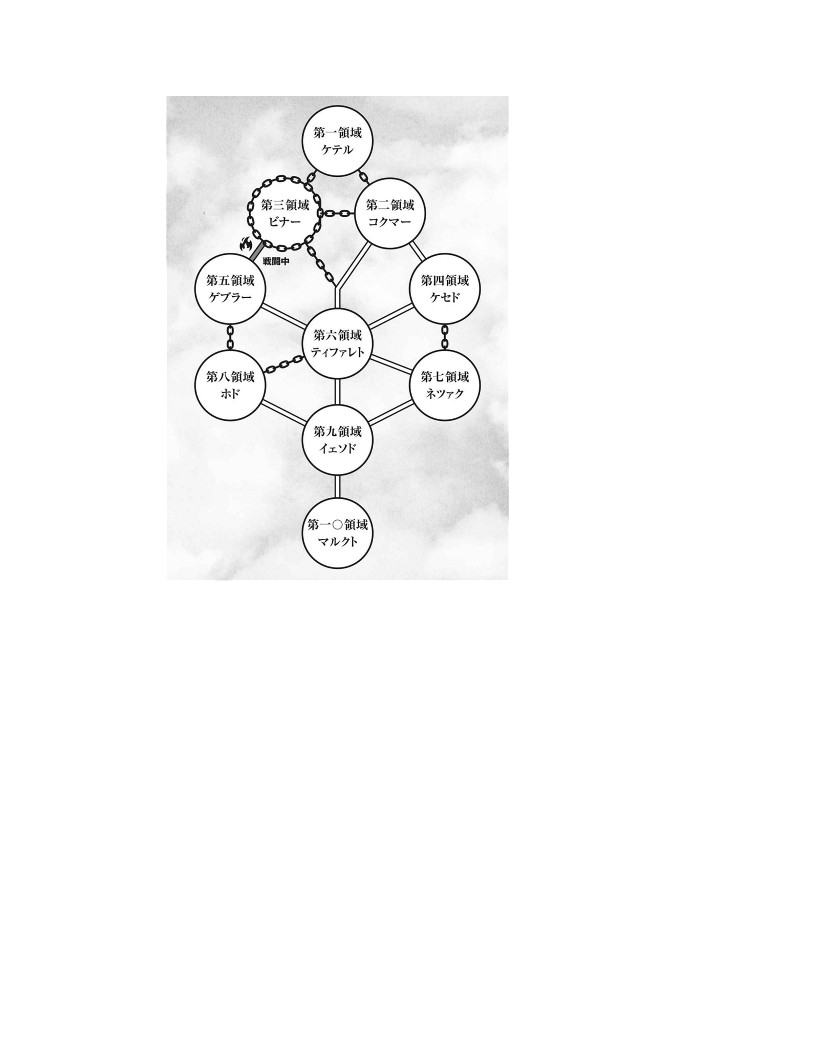 第一領域
ケテル
第三領域
ビナー
第二領域
コクマー
戦闘中
第五領域
ゲブラー
第四領域
ケセド
第六領域
ティファレト
第八領域
ホド
第七領域
ネツァク
第九領域
イェソド
第一〇領域
マルクト